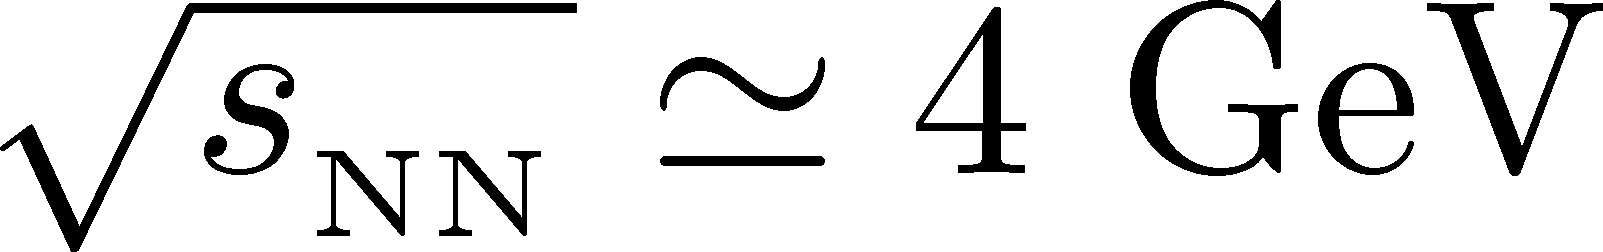 √s_NN ≃ 4 GeV